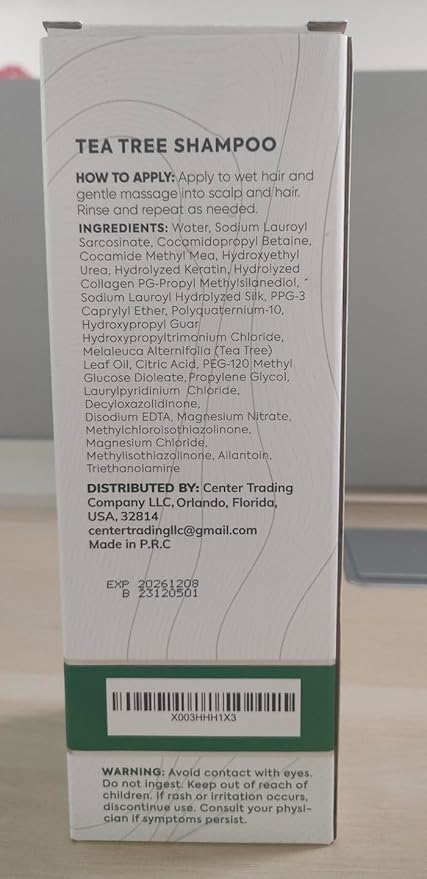 TEA TREE SHAMPOO
HOW TO APPLY: Apply to wet hair and
gentle massage into scalp and hair.
Rinse and repeat as needed.
INGREDIENTS: Water, Sodium Lauroyl
Sarcosinate, Cocamidopropyl Betaine,
Cocamide Methyl Mea, Hydroxyethyl
Urea, Hydrolyzed Keratin, Hydrolyzed
Collagen PG-Propyl Methylsilanediol,
Sodium Lauroyl Hydrolyzed Silk, PPG-3
Caprylyl Ether, Polyquaternium-10,
Hydroxypropyl Guar
Hydroxypropyltrimonium Chloride,
Melaleuca Alternifolia (Tea Tree)
Leaf Oil, Citric Acid, PEG-120 Methyl
Glucose Dioleate, Propylene Glycol,
Laurylpyridinium Chloride,
Decyloxazolidinone,
Disodium EDTA, Magnesium Nitrate,
Methylchloroisothiazolinone,
Magnesium Chloride,
Methylisothiazolinone, Allantoin,
Triethanolamine
DISTRIBUTED BY: Center Trading
Company LLC, Orlando, Florida,
USA, 32814
centertradingllc@gmail.com
Made in P.R.C
EXP 20261208
B 23120501
X003HHH1X3
WARNING: Avoid contact with eyes.
Do not ingest. Keep out of reach of
children. If rash or irritation occurs,
discontinue use. Consult your physi-
cian if symptoms persist.